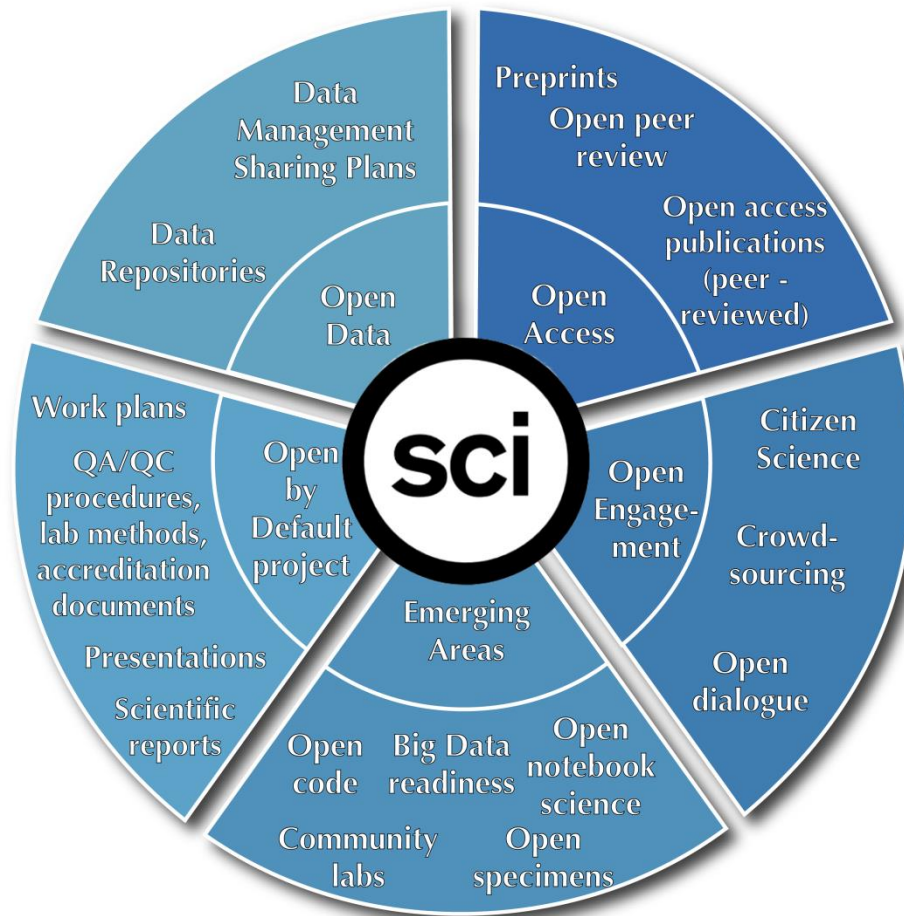 Preprints
Open peer
review
Open access
publications
(peer -
reviewed)
Open
Access
Citizen
Science
Crowd-
sourcing
Open
dialogue
Open
Engage-
ment
Emerging
Areas
Open
code
Big Data
readiness
Open
notebook
science
Community
labs
Open
specimens
Open
by
Default
project
Work plans
QA/QC
procedures,
lab methods,
accreditation
documents
Presentations
Scientific
reports
Data
Management
Sharing Plans
Data
Repositories
Open
Data
sci